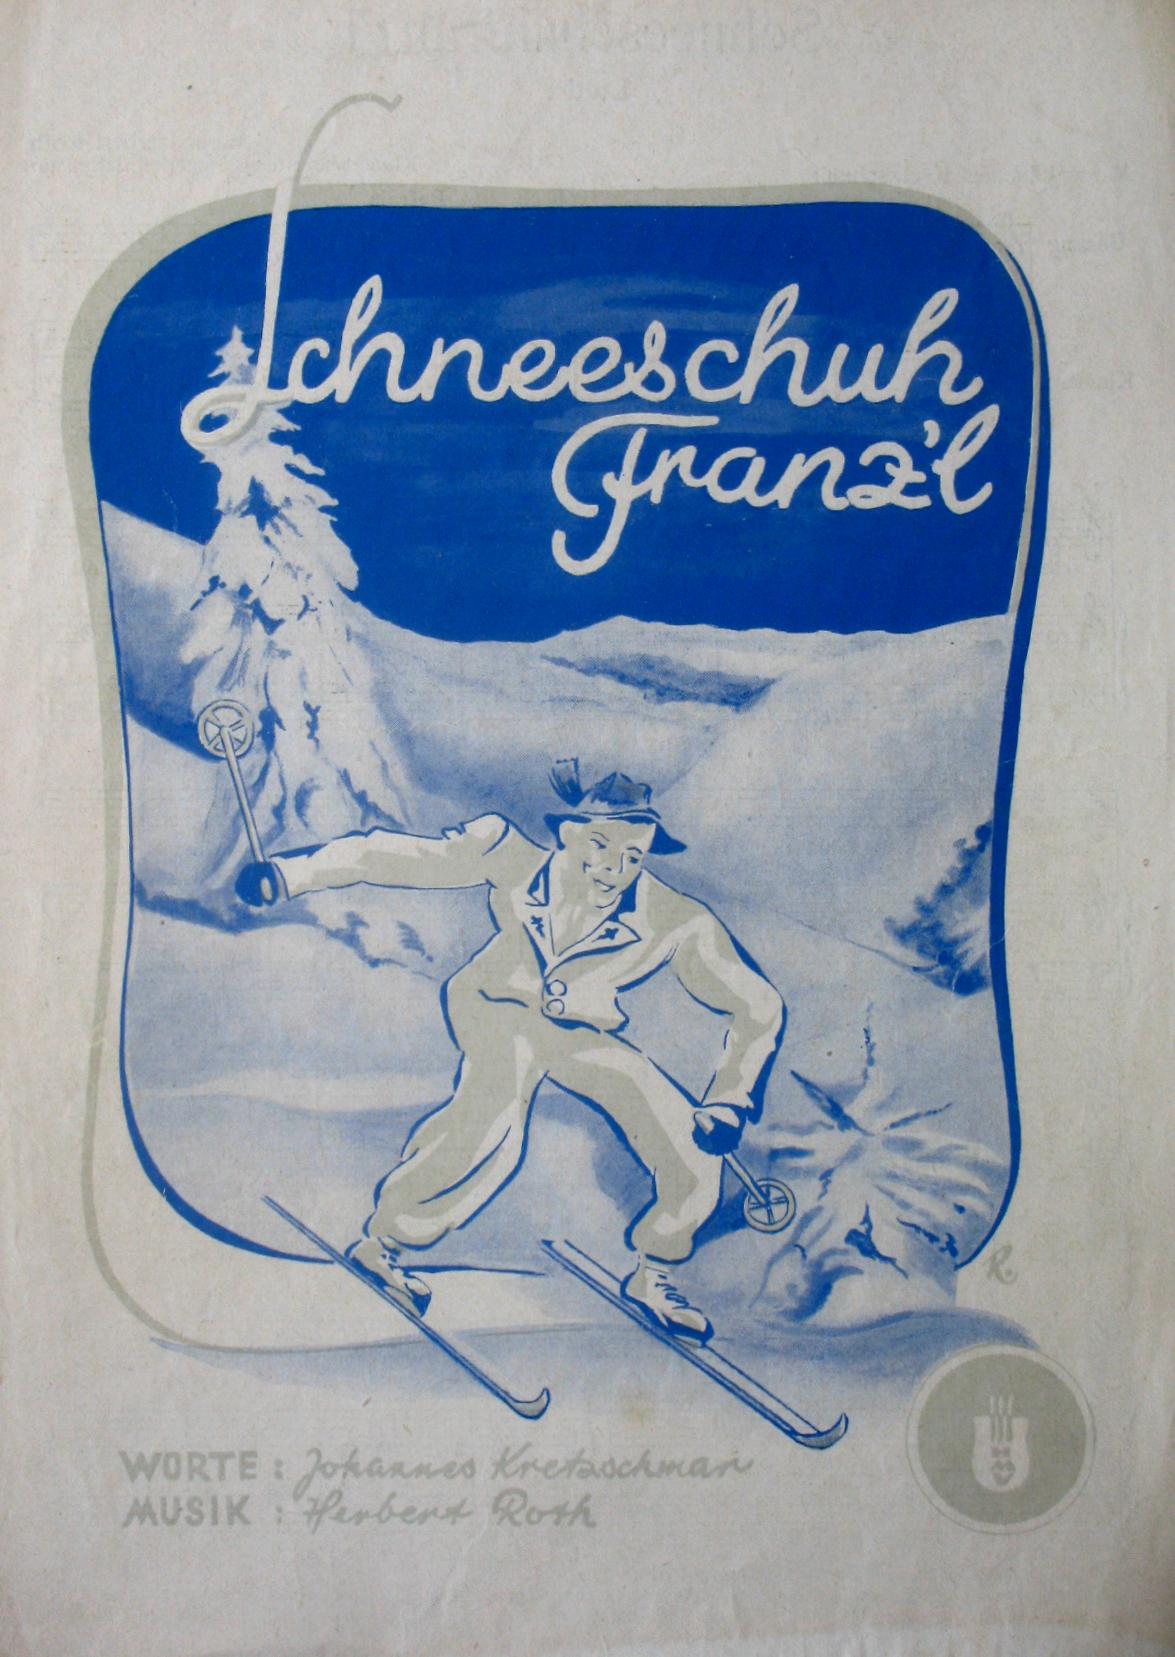 Schneeschuh
Franz'l
R.
WORTE : Johannes Kretzschmar
MUSIK : Herbert Roth